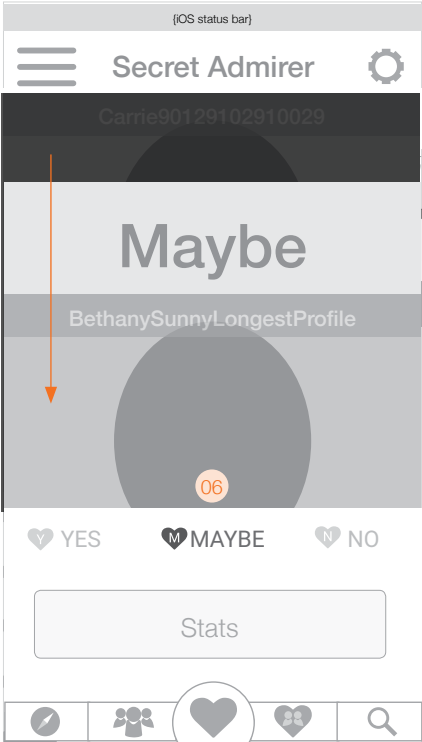 {iOS status bar}
Secret Admirer
Carrie90129102910029
Maybe
BethanySunnyLongestProfile
06
Y YES M MAYBE N NO
Stats